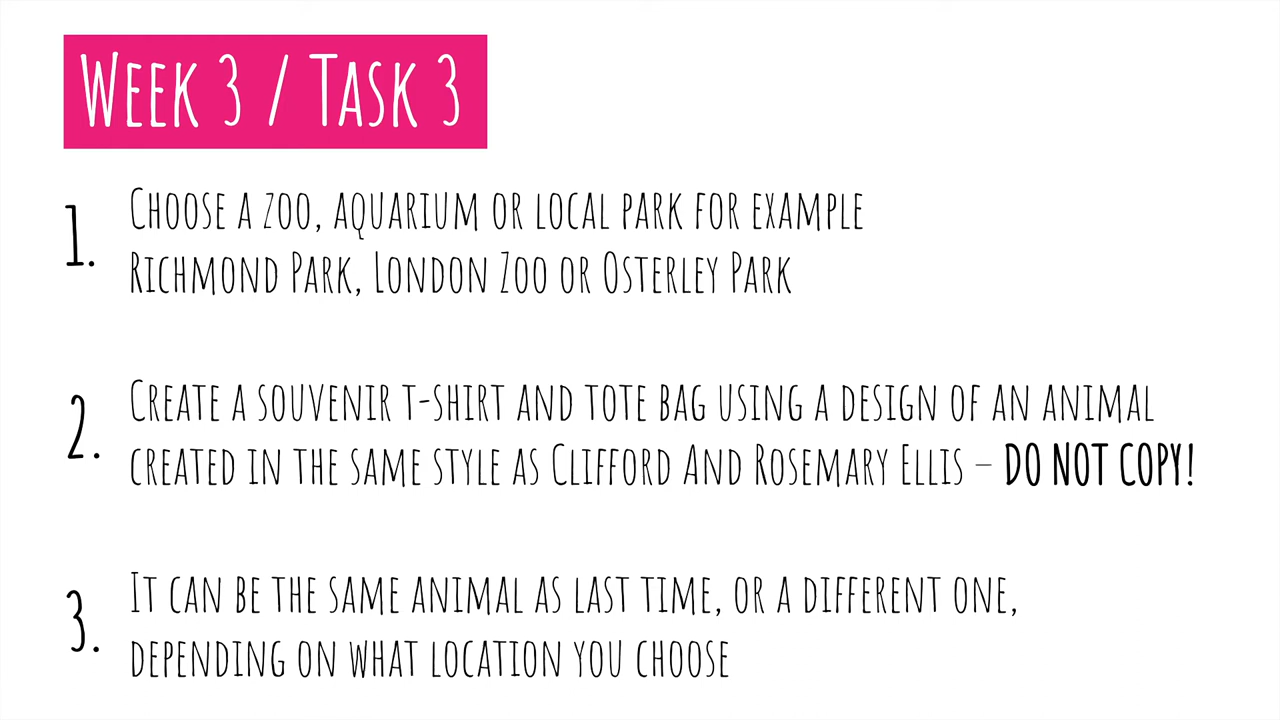 Week 3 / Task 3
1. Choose a zoo, aquarium or local park for example
Richmond Park, London Zoo or Osterley Park
2. Create a souvenir t-shirt and tote bag using a design of an animal
created in the same style as Clifford And Rosemary Ellis – DO NOT COPY!
3. It can be the same animal as last time, or a different one,
depending on what location you choose